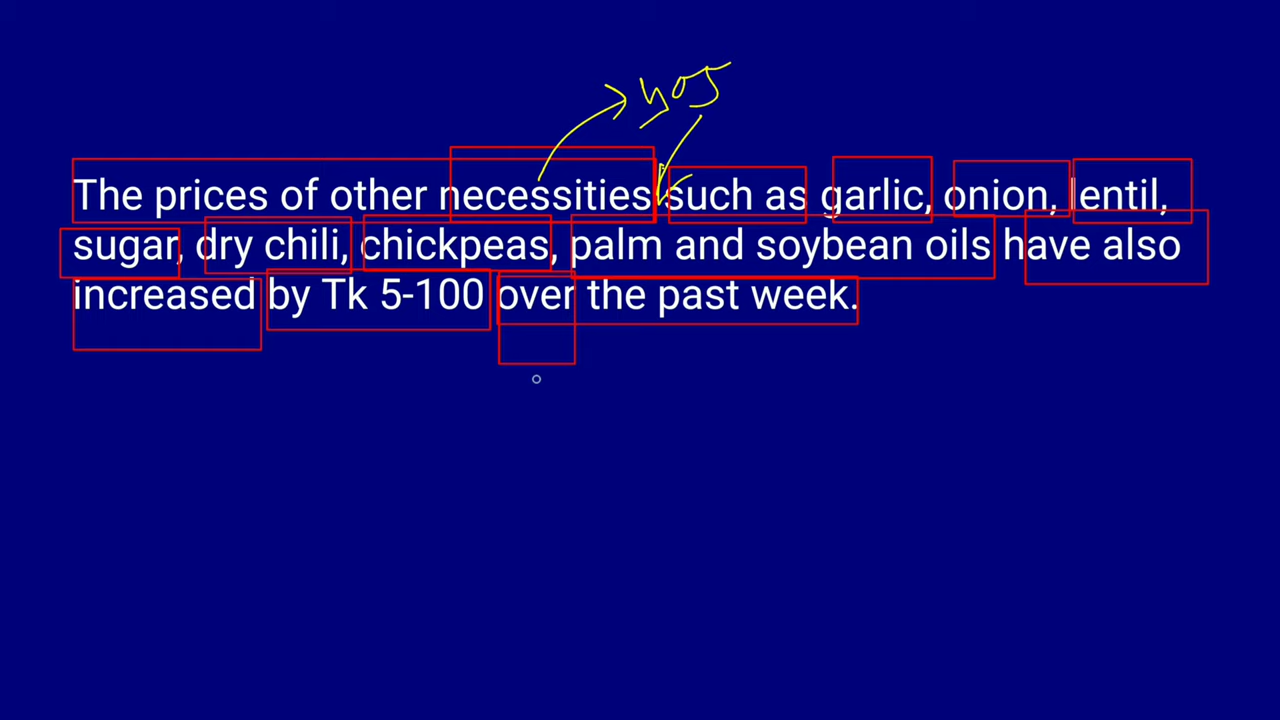 The prices of other necessities such as garlic, onion, lentil,
sugar, dry chili, chickpeas, palm and soybean oils have also
increased by Tk 5-100 over the past week.